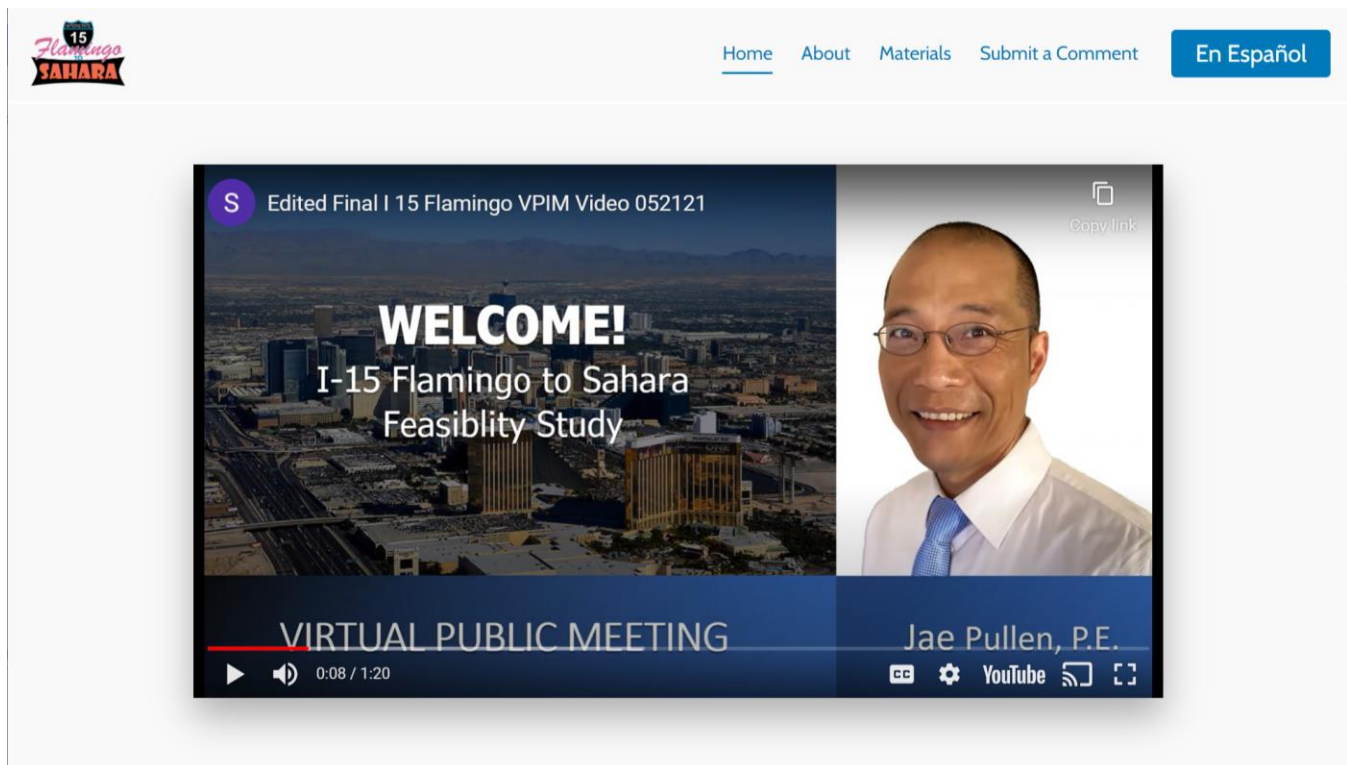 15
Flamingo
TO
SAHARA
Home
About
Materials
Submit a Comment
En Español
S
Edited Final I 15 Flamingo VPIM Video 052121
Copy link
WELCOME!
I-15 Flamingo to Sahara
Feasiblity Study
VIRTUAL PUBLIC MEETING
Jae Pullen, P.E.
0:08 / 1:20
CC
YouTube